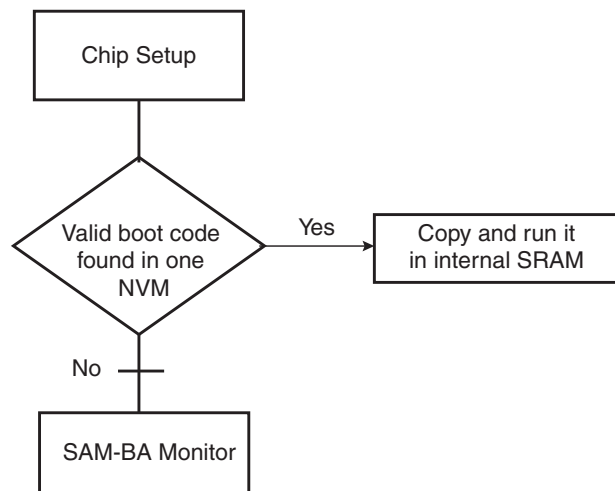 Chip Setup
Valid boot code
found in one
NVM
Yes
Copy and run it
in internal SRAM
No
SAM-BA Monitor